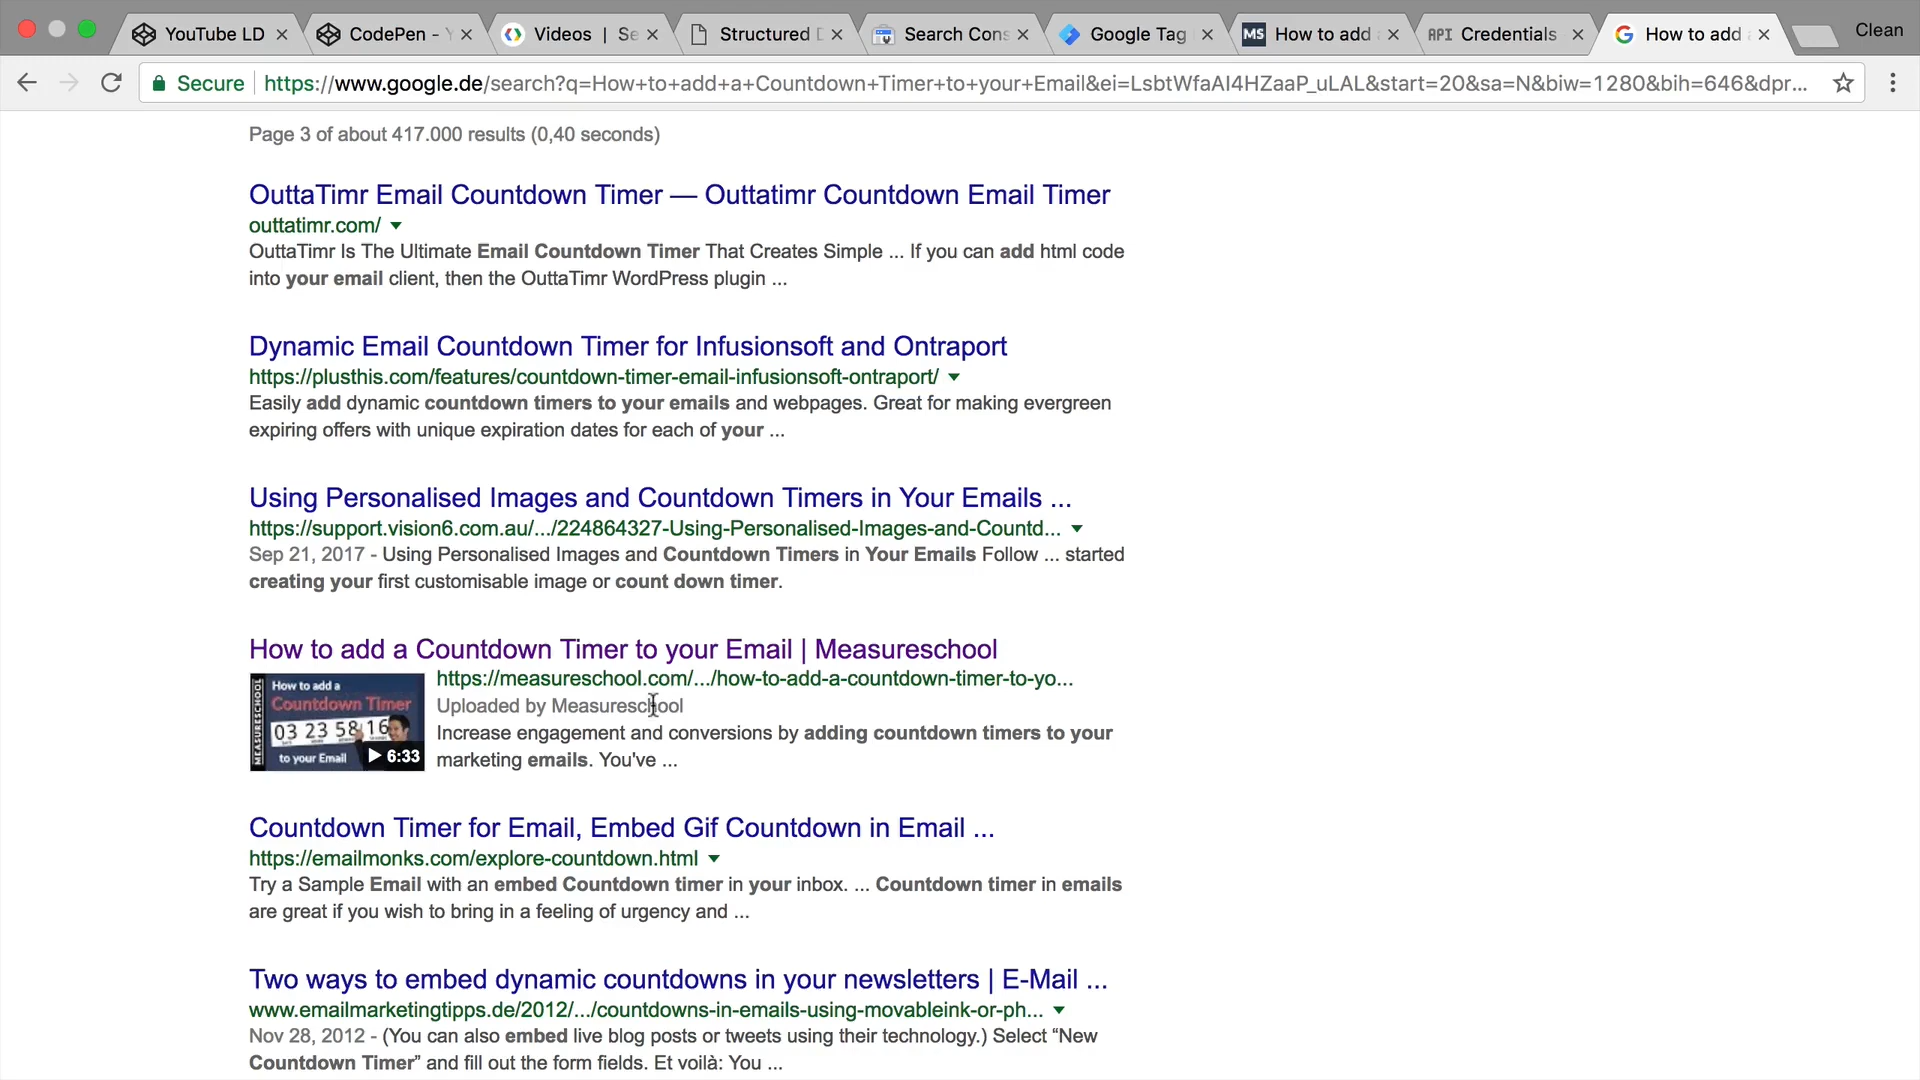 YouTube LD
CodePen - Y
Videos | Se
Structured D
Search Cons
Google Tag
MS How to add
API Credentials
How to add
Clean
Secure https://www.google.de/search?q=How+to+add+a+Countdown+Timer+to+your+Email&ei=LsbtWfaAI4HZaaP_uLAL&start=20&sa=N&biw=1280&bih=646&dpr...
Page 3 of about 417.000 results (0,40 seconds)
OuttaTimr Email Countdown Timer — Outtatimr Countdown Email Timer
outtatimr.com/
OuttaTimr Is The Ultimate Email Countdown Timer That Creates Simple ... If you can add html code
into your email client, then the OuttaTimr WordPress plugin ...
Dynamic Email Countdown Timer for Infusionsoft and Ontraport
https://plusthis.com/features/countdown-timer-email-infusionsoft-ontraport/
Easily add dynamic countdown timers to your emails and webpages. Great for making evergreen
expiring offers with unique expiration dates for each of your ...
Using Personalised Images and Countdown Timers in Your Emails ...
https://support.vision6.com.au/.../224864327-Using-Personalised-Images-and-Countd...
Sep 21, 2017 - Using Personalised Images and Countdown Timers in Your Emails Follow ... started
creating your first customisable image or count down timer.
How to add a Countdown Timer to your Email | Measureschool
MEASURESCHOOL
How to add a
Countdown Timer
03 23 58 16
to your Email
6:33
https://measureschool.com/.../how-to-add-a-countdown-timer-to-yo...
Uploaded by Measureschool
Increase engagement and conversions by adding countdown timers to your
marketing emails. You've ...
Countdown Timer for Email, Embed Gif Countdown in Email ...
https://emailmonks.com/explore-countdown.html
Try a Sample Email with an embed Countdown timer in your inbox. ... Countdown timer in emails
are great if you wish to bring in a feeling of urgency and ...
Two ways to embed dynamic countdowns in your newsletters | E-Mail ...
www.emailmarketingtipps.de/2012/.../countdowns-in-emails-using-movableink-or-ph...
Nov 28, 2012 - (You can also embed live blog posts or tweets using their technology.) Select “New
Countdown Timer” and fill out the form fields. Et voilà: You ...